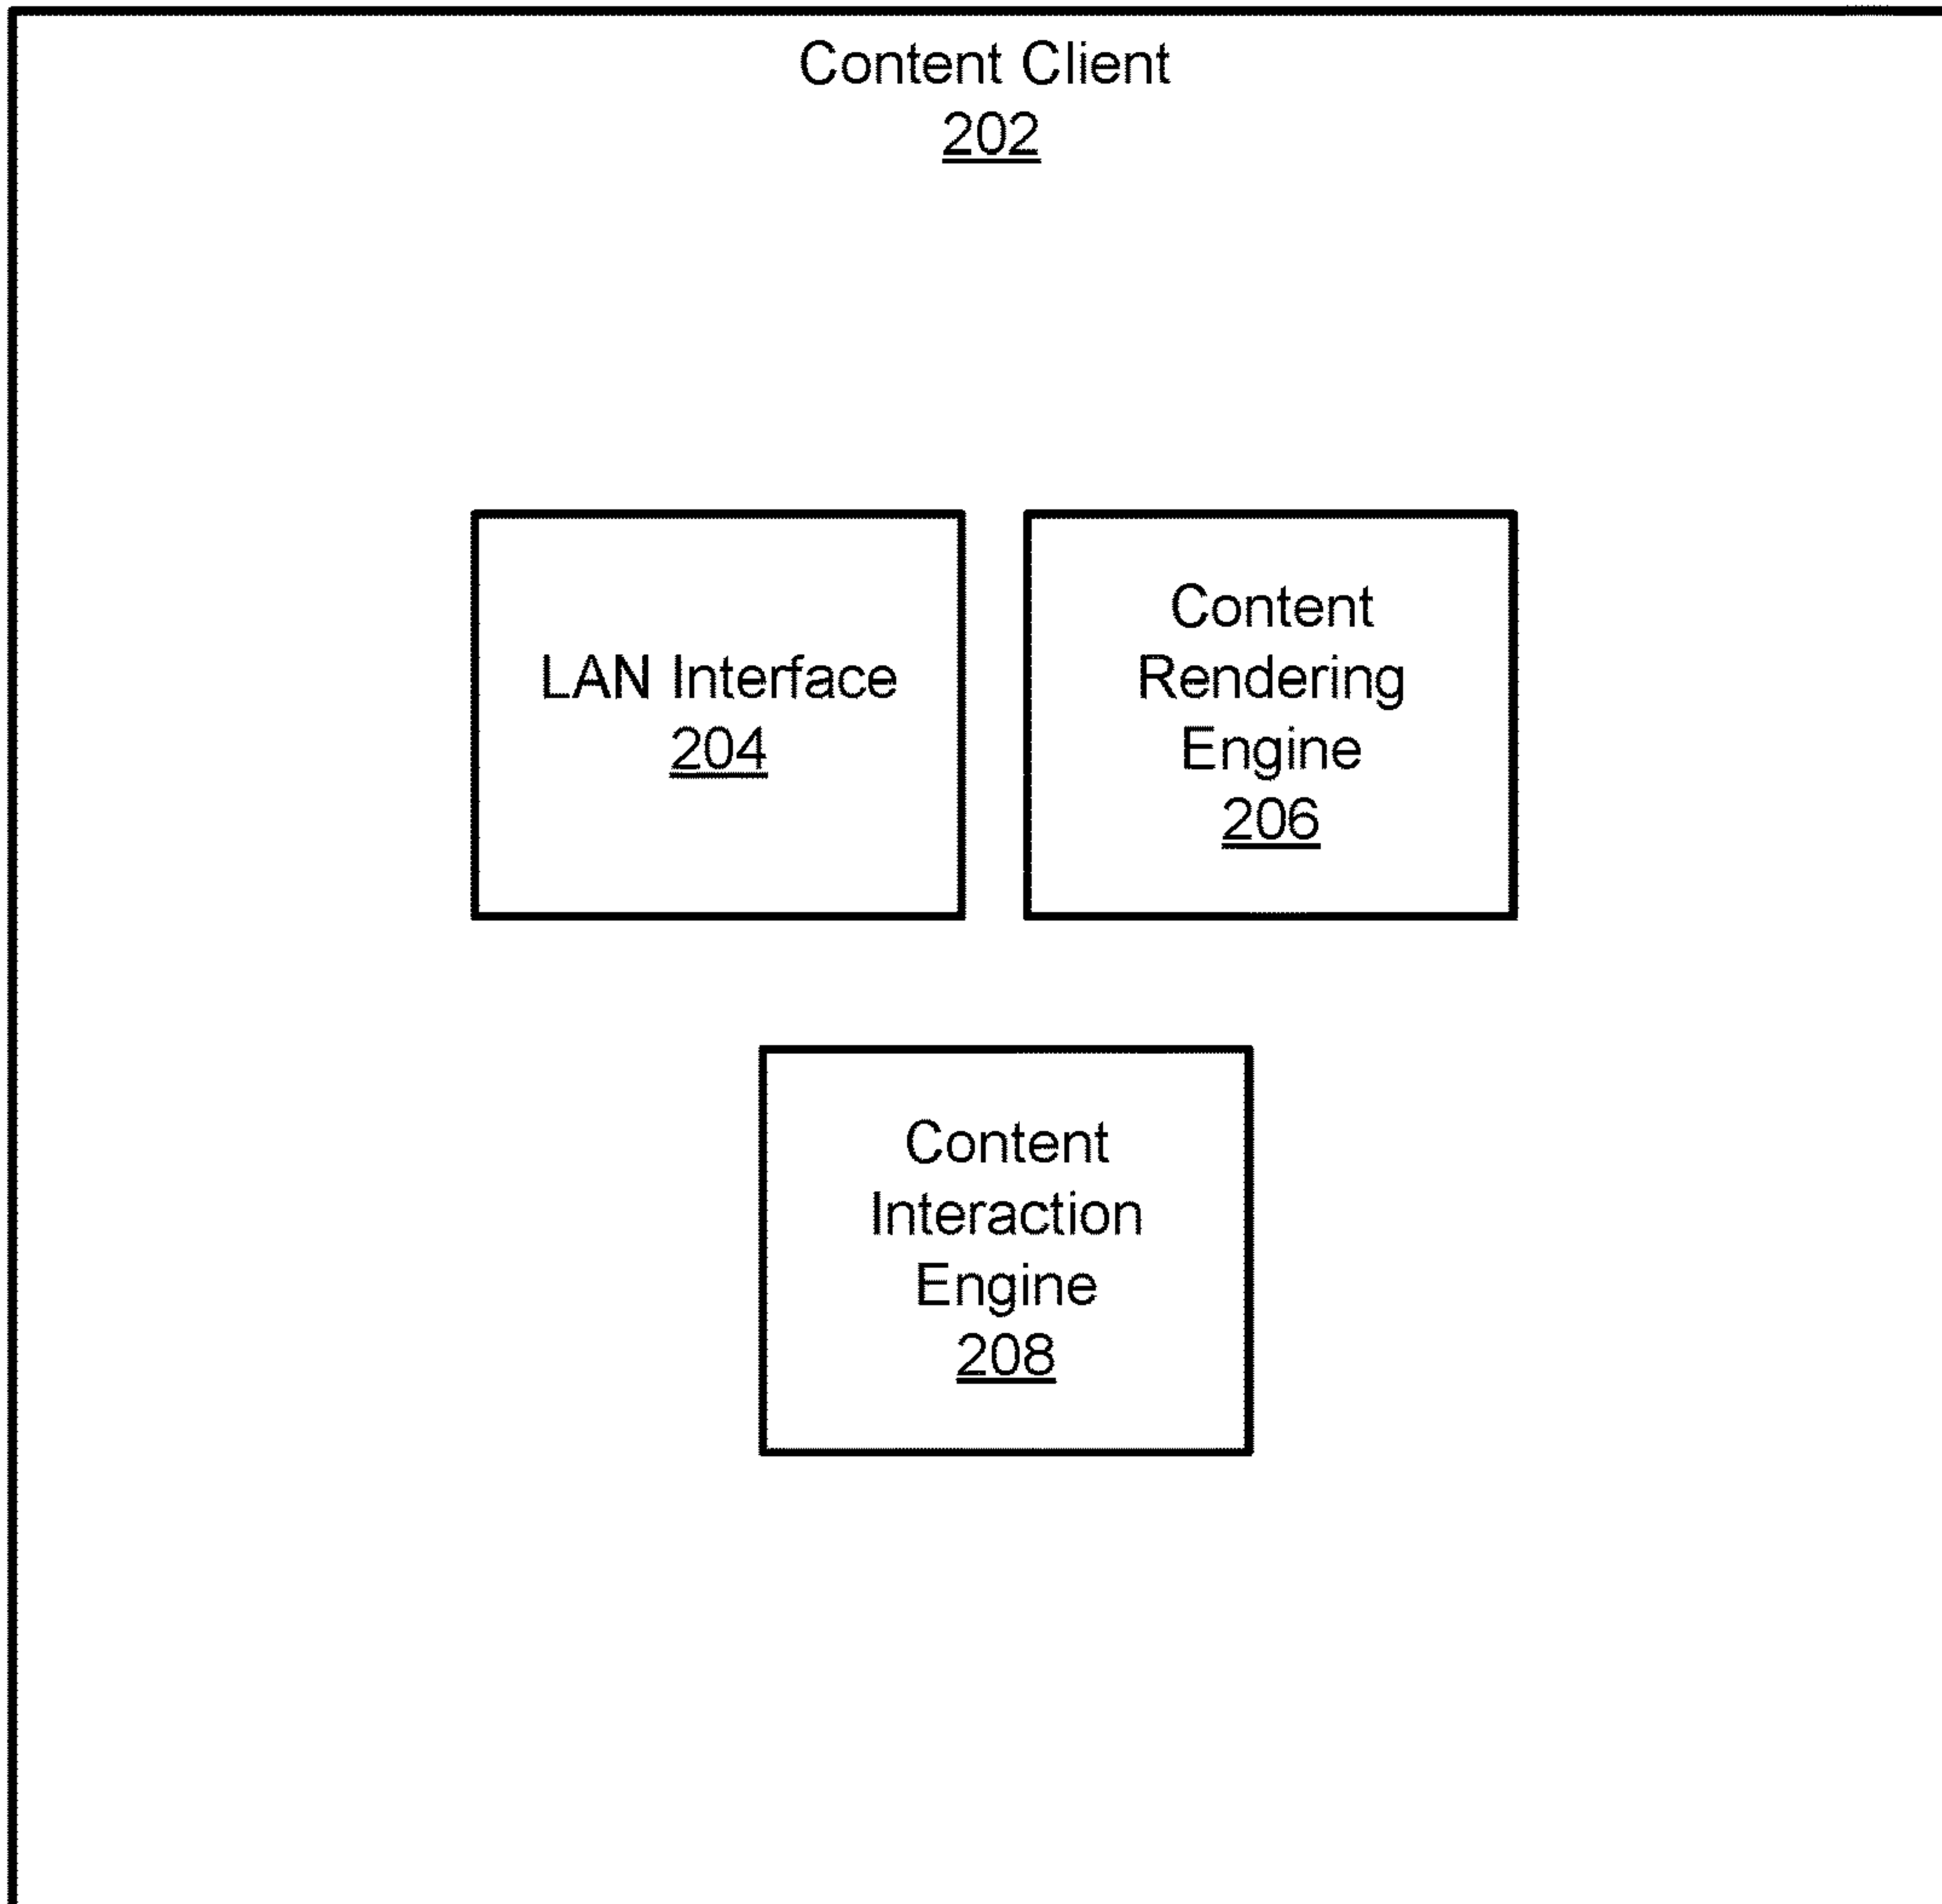 Content Client
202
LAN Interface
204
Content
Rendering
Engine
206
Content
Interaction
Engine
208